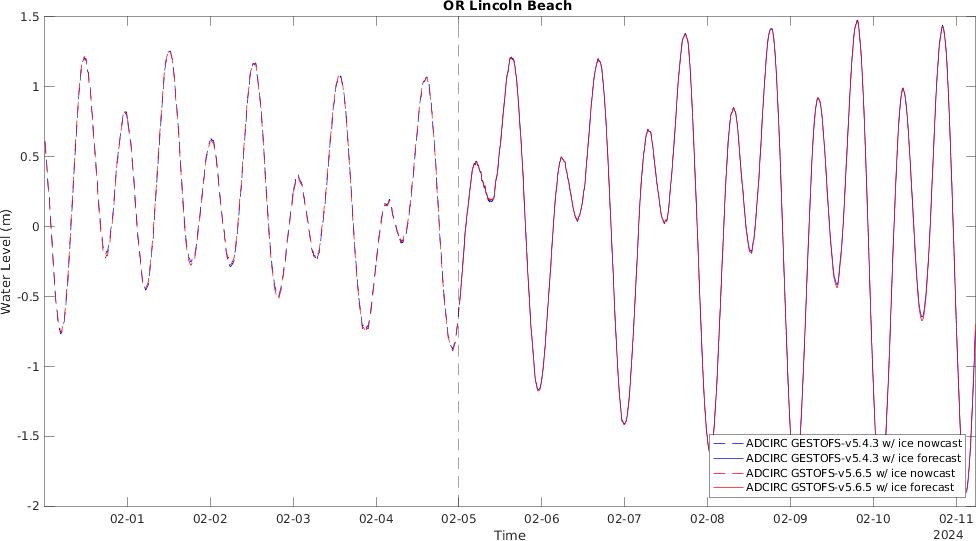 OR Lincoln Beach
1.5
1
0.5
0
-0.5
-1
-1.5
-2
Water Level (m)
02-01
02-02
02-03
02-04
02-05
02-06
02-07
02-08
02-09
02-10
02-11
Time
2024
ADCIRC GESTOFS-v5.4.3 w/ ice nowcast
ADCIRC GESTOFS-v5.4.3 w/ ice forecast
ADCIRC GSTOFS-v5.6.5 w/ ice nowcast
ADCIRC GSTOFS-v5.6.5 w/ ice forecast